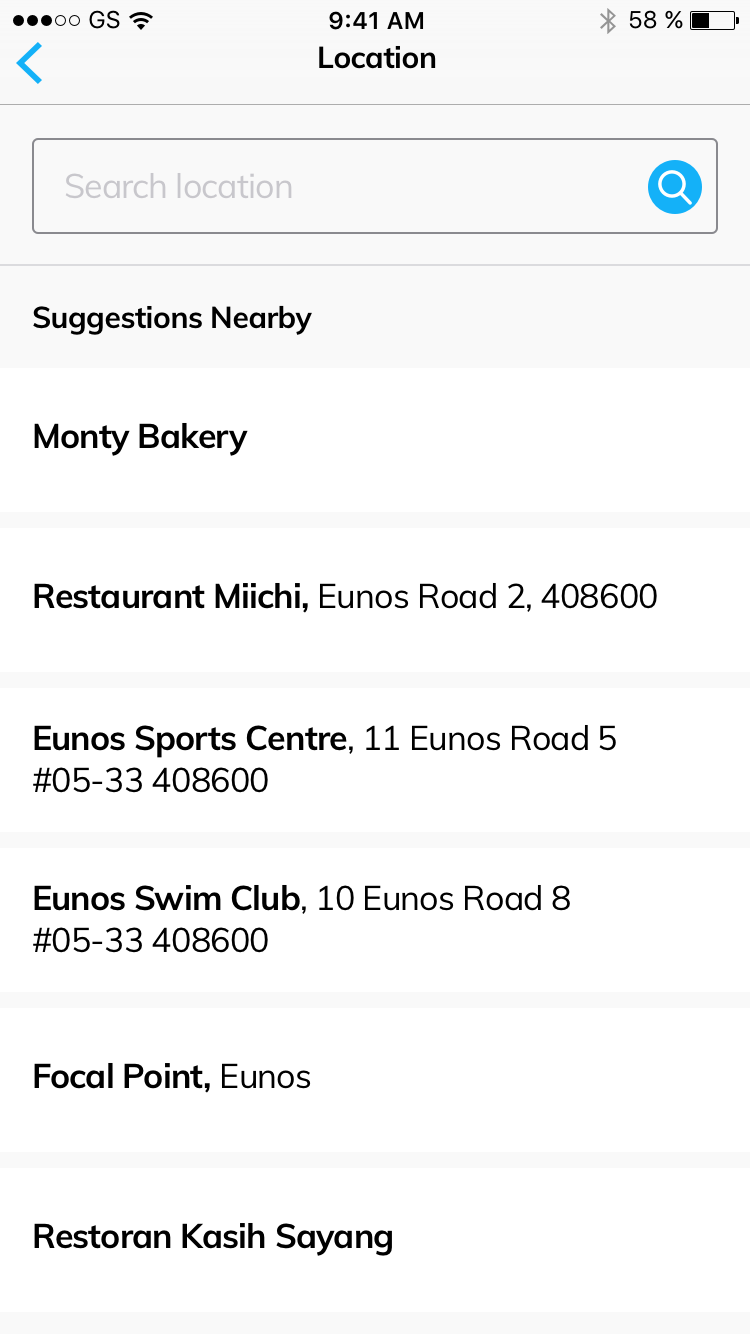 GS 9:41 AM 58 %
Location
Search location
Suggestions Nearby
Monty Bakery
Restaurant Miichi, Eunos Road 2, 408600
Eunos Sports Centre, 11 Eunos Road 5
#05-33 408600
Eunos Swim Club, 10 Eunos Road 8
#05-33 408600
Focal Point, Eunos
Restoran Kasih Sayang